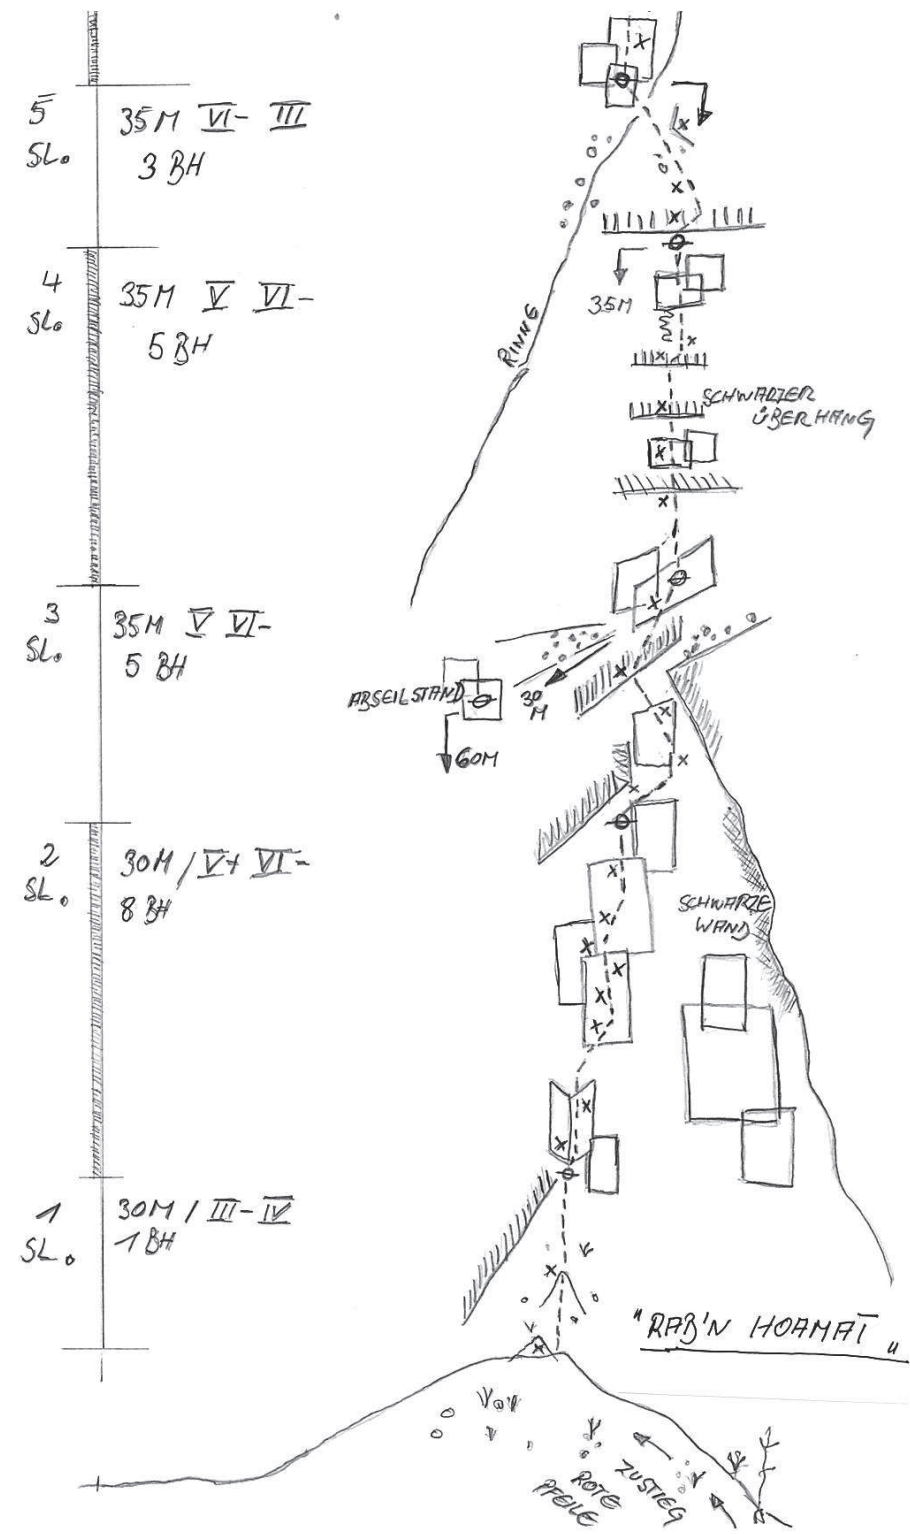 5
SL.
35M VI- III
3 BH
4
SL.
35M V VI-
5 BH
35M
RINNE
SCHWARZER
ÜBERHANG
3
SL.
35M V VI-
5 BH
ABSEILSTAND
30
M
60M
2
SL.
30M / V+ VI-
8 BH
SCHWARZE
WAND
1
SL.
30M / III - IV
1 BH
"RAB'N HOAMAT"
ZUSTIEG
ROTE
PFEILE